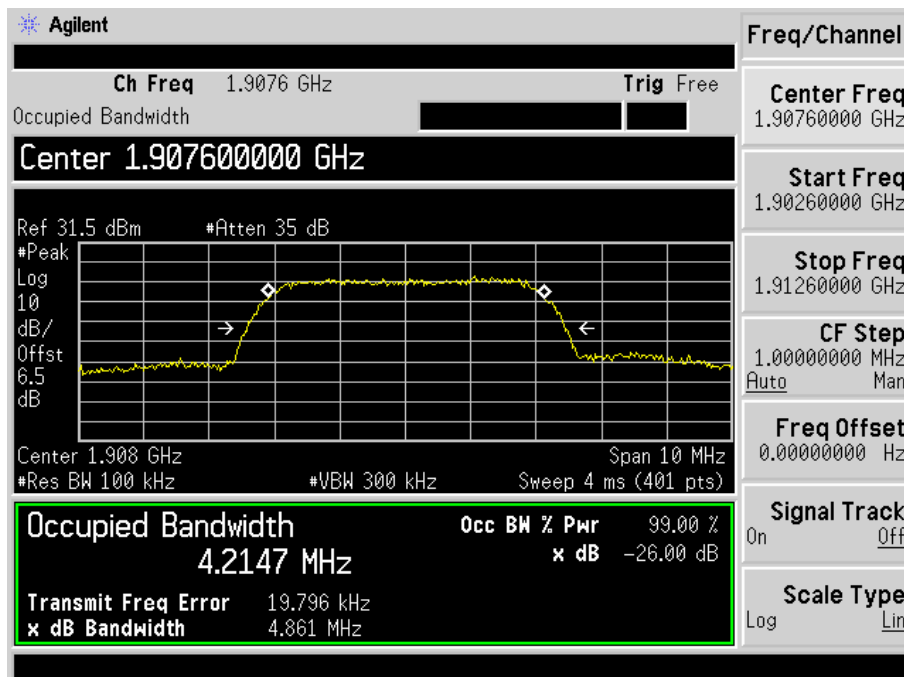 Agilent
Freq/Channel
Ch Freq 1.9076 GHz Trig Free
Occupied Bandwidth
Center 1.907600000 GHz
Ref 31.5 dBm #Atten 35 dB
#Peak
Log
10
dB/
Offst
6.5
dB
Center 1.908 GHz Span 10 MHz
#Res BW 100 kHz #VBW 300 kHz Sweep 4 ms (401 pts)
Occupied Bandwidth
4.2147 MHz
Occ BW % Pwr 99.00 %
x dB -26.00 dB
Transmit Freq Error 19.796 kHz
x dB Bandwidth 4.861 MHz
Center Freq
1.90760000 GHz
Start Freq
1.90260000 GHz
Stop Freq
1.91260000 GHz
CF Step
1.00000000 MHz
Auto Man
Freq Offset
0.00000000 Hz
Signal Track
On Off
Scale Type
Log Lin